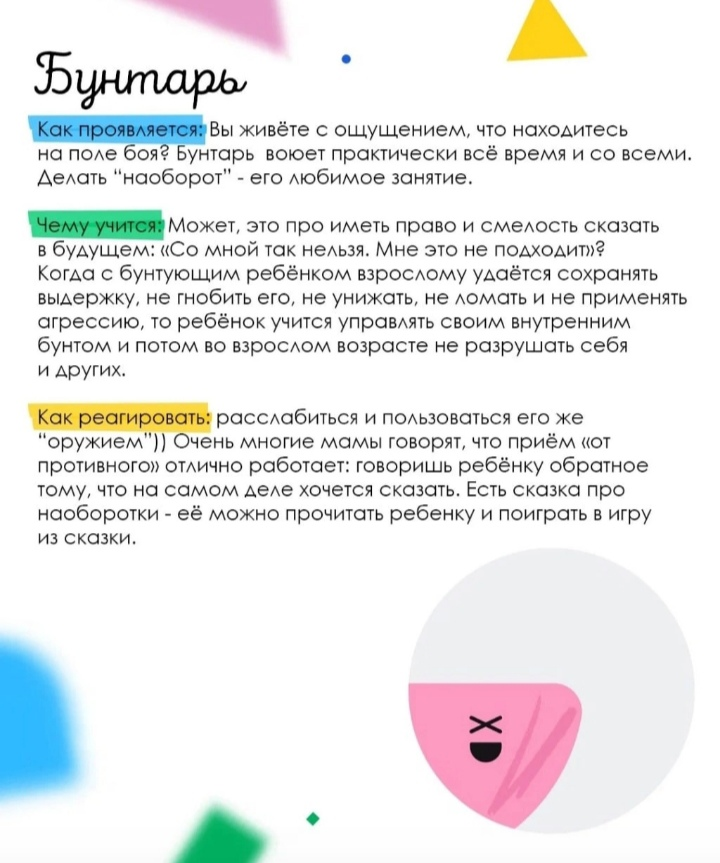 Бунтарь
Как проявляется: Вы живёте с ощущением, что находитесь
на поле боя? Бунтарь воюет практически всё время и со всеми.
Делать "наоборот" - его любимое занятие.
Чему учится: Может, это про иметь право и смелость сказать
в будущем: «Со мной так нельзя. Мне это не подходит»?
Когда с бунтующим ребёнком взрослому удаётся сохранять
выдержку, не гнобить его, не унижать, не ломать и не применять
агрессию, то ребёнок учится управлять своим внутренним
бунтом и потом во взрослом возрасте не разрушать себя
и других.
Как реагировать: расслабиться и пользоваться его же
"оружием")) Очень многие мамы говорят, что приём «от
противного» отлично работает: говоришь ребёнку обратное
тому, что на самом деле хочется сказать. Есть сказка про
наоборотки - её можно прочитать ребенку и поиграть в игру
из сказки.